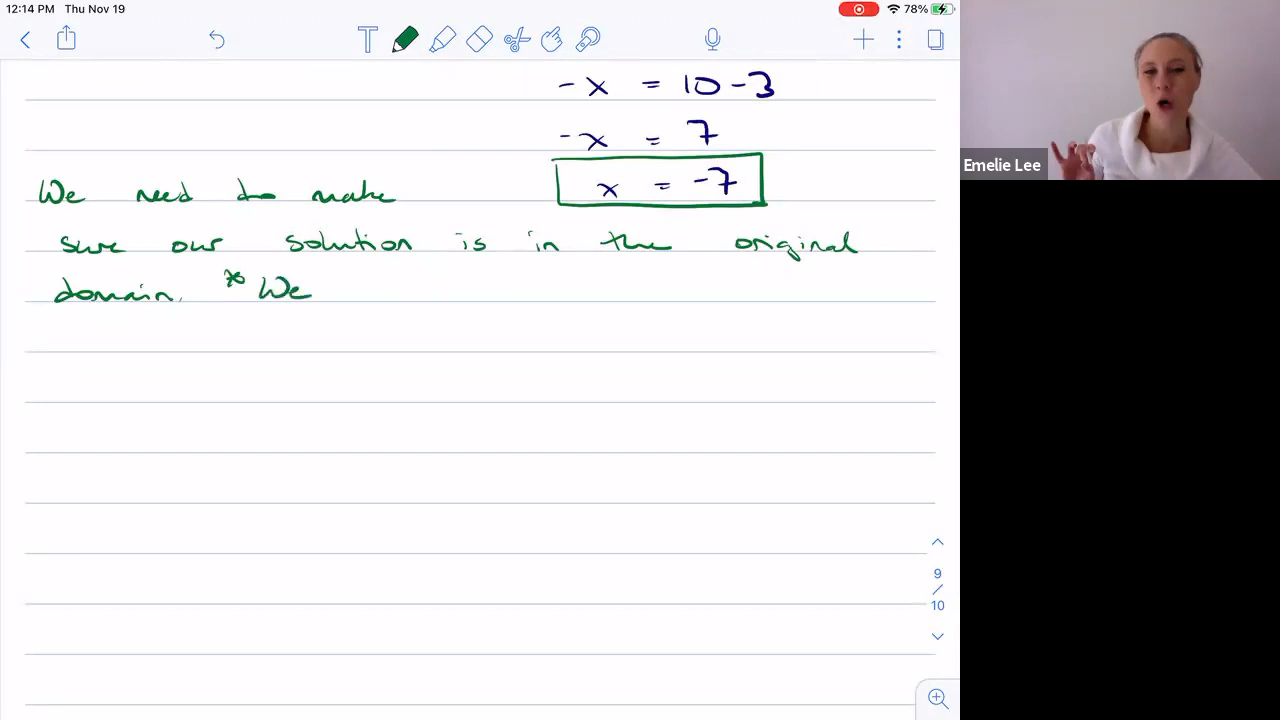 12:14 PM Thu Nov 19
78%
T
-x = 10-3
-x = 7
x = -7
We need to make
sure our solution is in the original
domain. * We
Emelie Lee
9
/
10